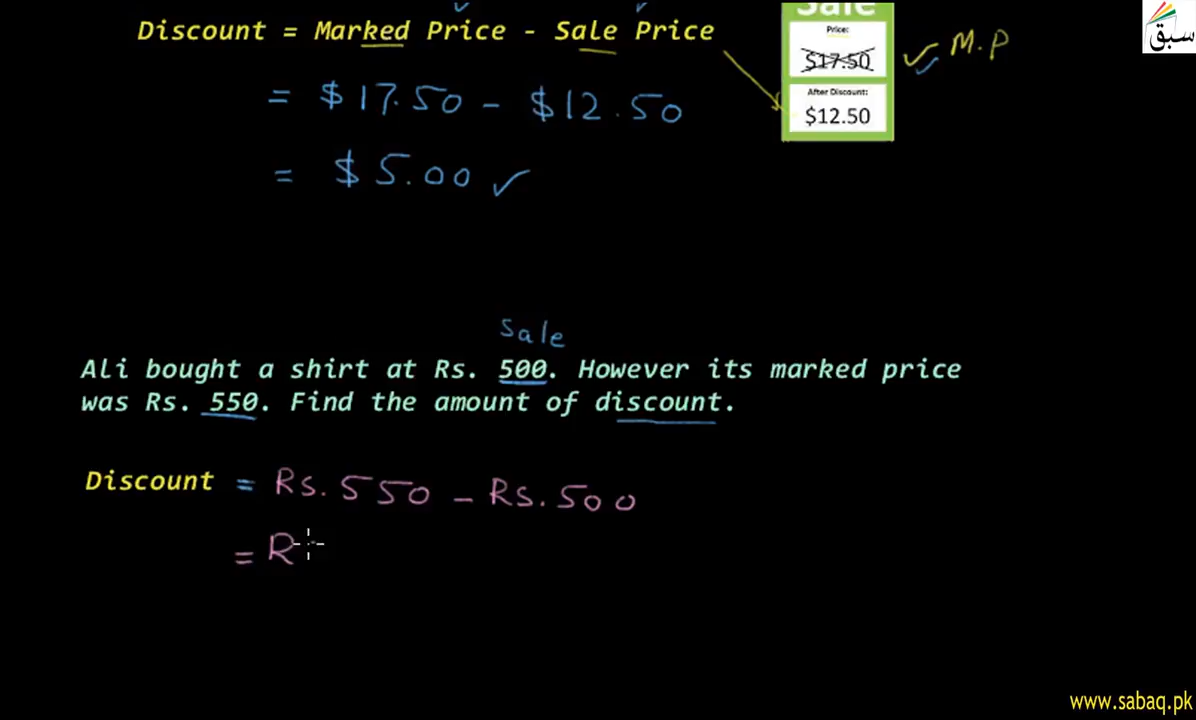 Sale
Discount = Marked Price - Sale Price
Price:
$17.50
M.P
After Discount:
$12.50
= $17.50 - $12.50
= $5.00 ✓
Sale
Ali bought a shirt at Rs. 500. However its marked price
was Rs. 550. Find the amount of discount.
Discount = Rs. 550 - Rs. 500
= R
سبق
www.sabaq.pk